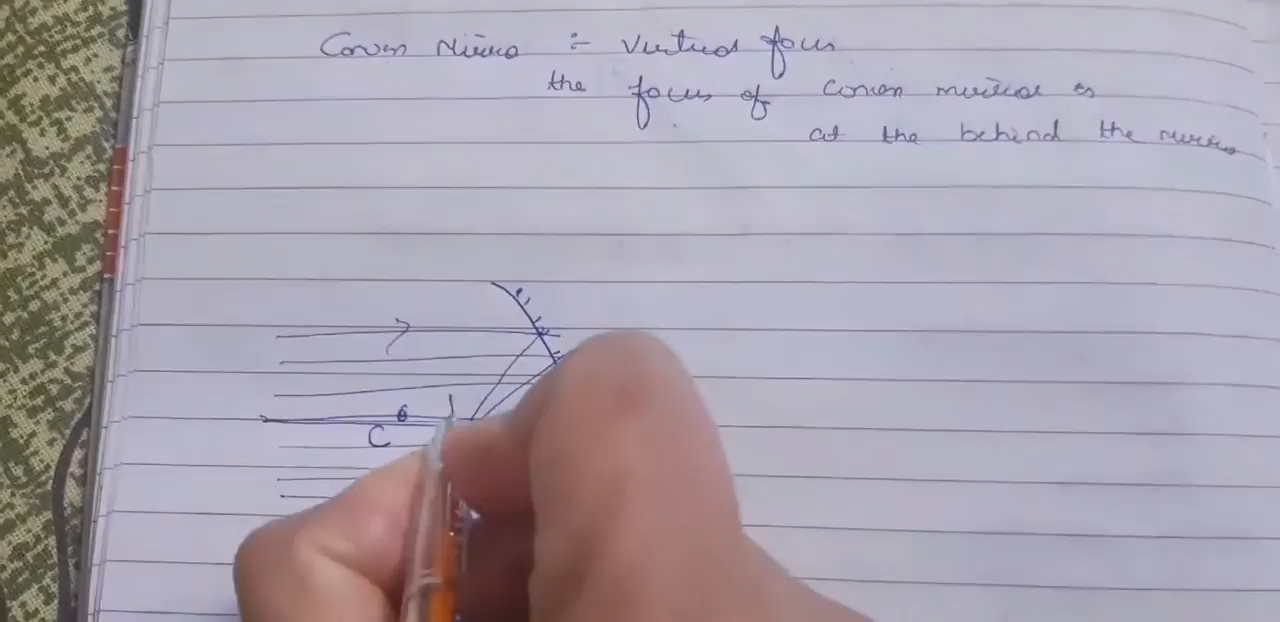 Convex Mirror :- Virtual focus
the focus of convex mirror is
at the behind the mirror
C